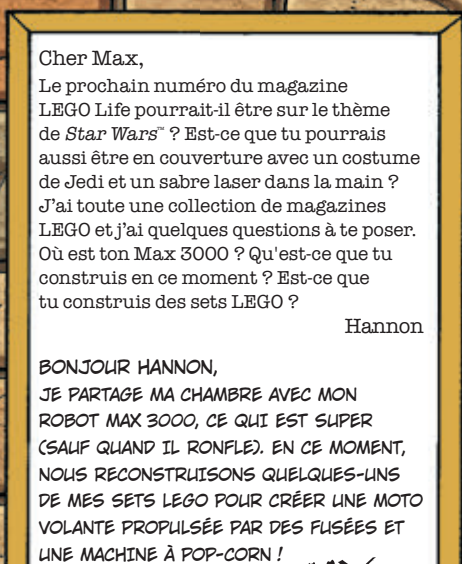 Cher Max,
Le prochain numéro du magazine
LEGO Life pourrait-il être sur le thème
de Star Wars™ ? Est-ce que tu pourrais
aussi être en couverture avec un costume
de Jedi et un sabre laser dans la main ?
J'ai toute une collection de magazines
LEGO et j'ai quelques questions à te poser.
Où est ton Max 3000 ? Qu'est-ce que tu
construis en ce moment ? Est-ce que
tu construis des sets LEGO ?
Hannon
BONJOUR HANNON,
JE PARTAGE MA CHAMBRE AVEC MON
ROBOT MAX 3000, CE QUI EST SUPER
(SAUF QUAND IL RONFLE). EN CE MOMENT,
NOUS RECONSTRUISONS QUELQUES-UNS
DE MES SETS LEGO POUR CRÉER UNE MOTO
VOLANTE PROPULSÉE PAR DES FUSÉES ET
UNE MACHINE À POP-CORN !